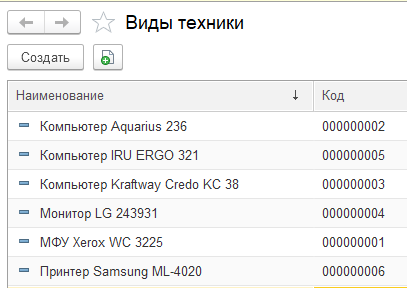 Виды техники
Создать
Наименование ↓ Код
Компьютер Aquarius 236 000000002
Компьютер IRU ERGO 321 000000005
Компьютер Kraftway Credo KC 38 000000003
Монитор LG 243931 000000004
МФУ Xerox WC 3225 000000001
Принтер Samsung ML-4020 000000006